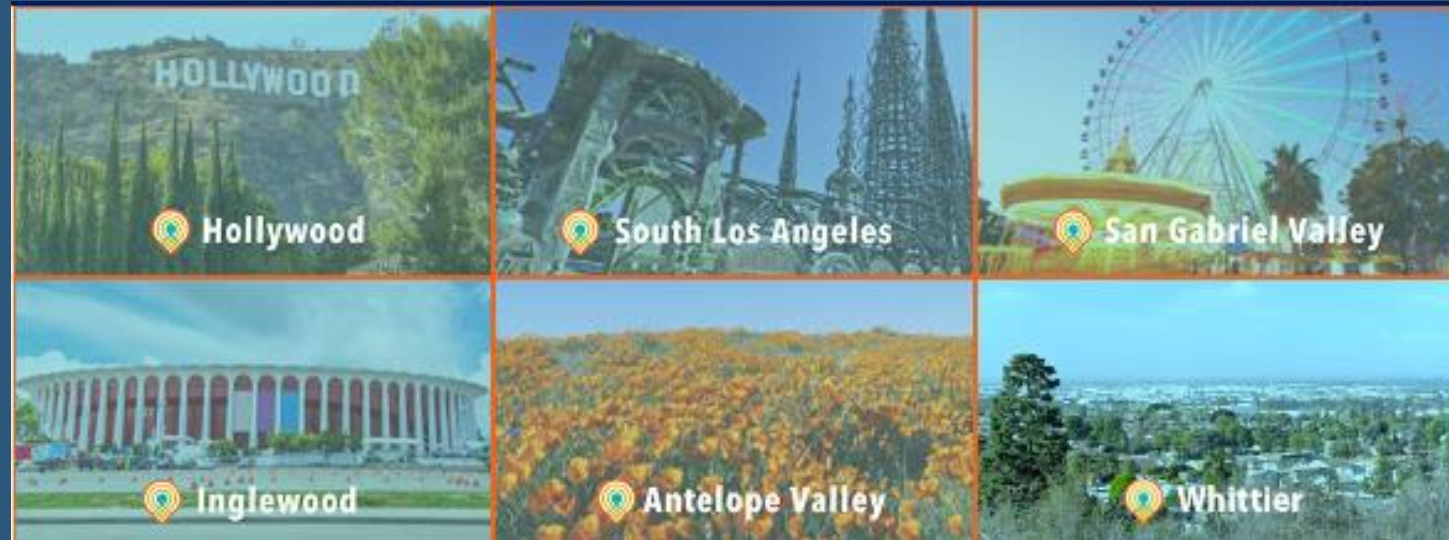 HOLLYWOOD
Hollywood
South Los Angeles
San Gabriel Valley
Inglewood
Antelope Valley
Whittier